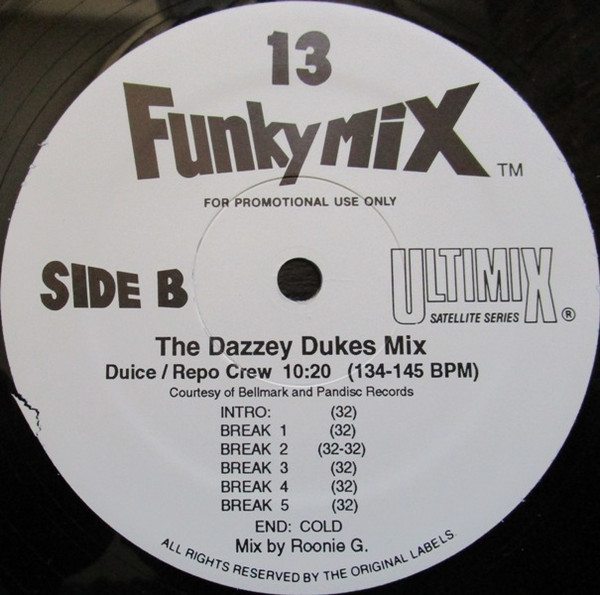 13
Funkymix ™
FOR PROMOTIONAL USE ONLY
SIDE B
ULTIMIX
SATELLITE SERIES ®
The Dazzey Dukes Mix
Duice / Repo Crew 10:20 (134-145 BPM)
Courtesy of Bellmark and Pandisc Records
INTRO: (32)
BREAK 1 (32)
BREAK 2 (32-32)
BREAK 3 (32)
BREAK 4 (32)
BREAK 5 (32)
END: COLD
Mix by Roonie G.
ALL RIGHTS RESERVED BY THE ORIGINAL LABELS